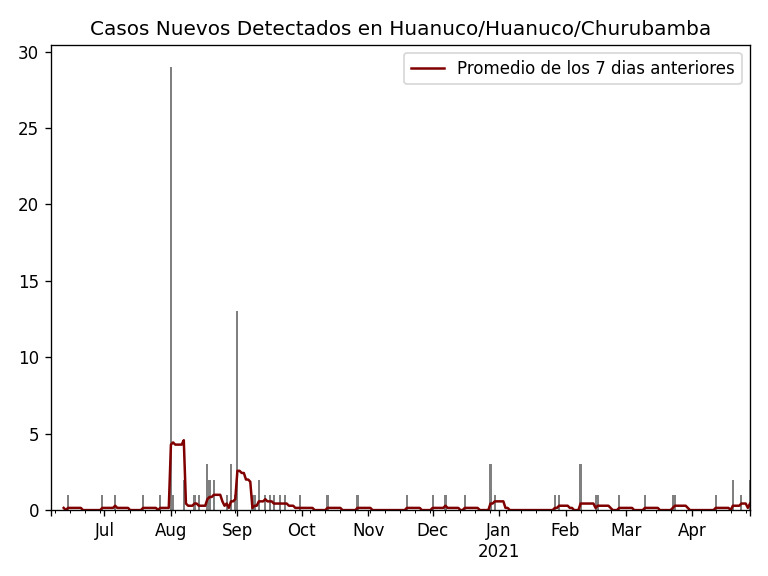 Casos Nuevos Detectados en Huanuco/Huanuco/Churubamba
Promedio de los 7 dias anteriores
30
25
20
15
10
5
0
Jul Aug Sep Oct Nov Dec Jan Feb Mar Apr
2021